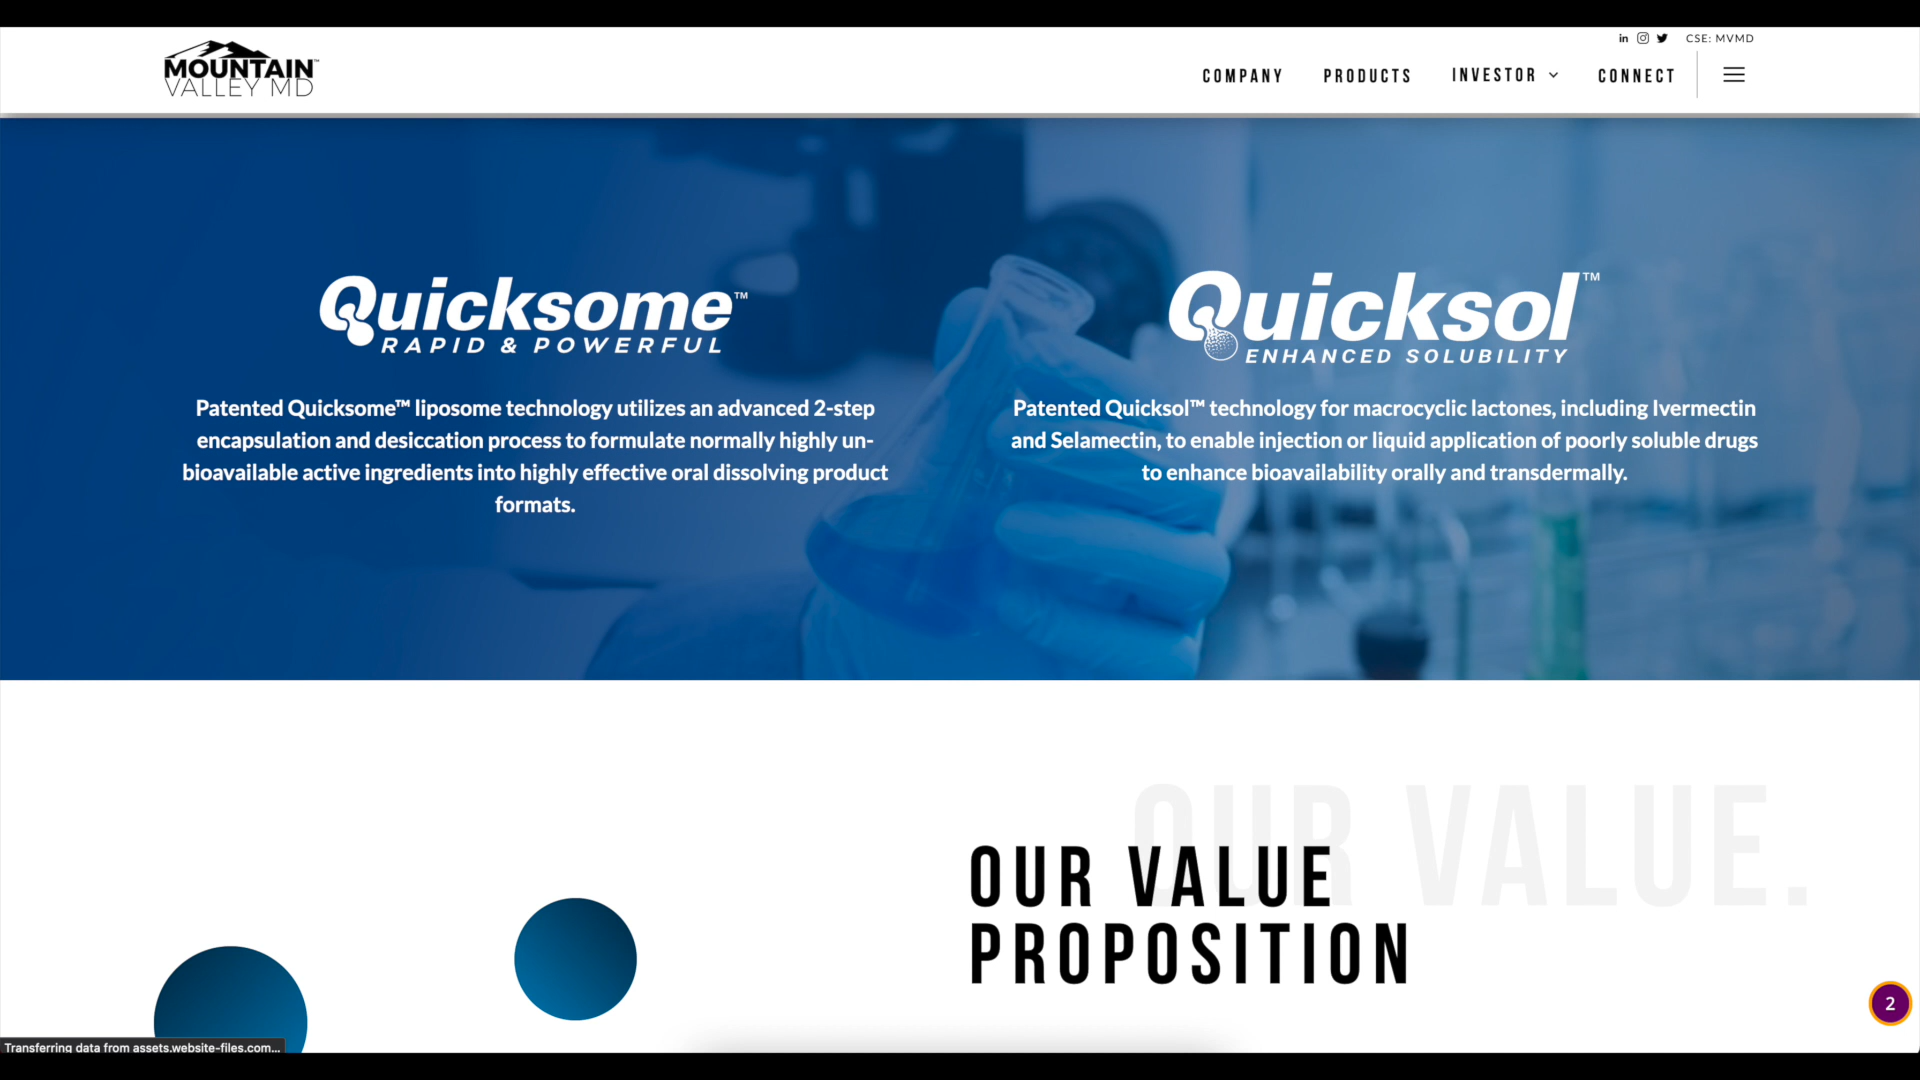 MOUNTAIN™
VALLEY MD
in
CSE: MVMD
COMPANY
PRODUCTS
INVESTOR
CONNECT
Quicksome™
RAPID & POWERFUL
Patented Quicksome™ liposome technology utilizes an advanced 2-step
encapsulation and desiccation process to formulate normally highly un-
bioavailable active ingredients into highly effective oral dissolving product
formats.
Quicksol™
ENHANCED SOLUBILITY
Patented Quicksol™ technology for macrocyclic lactones, including Ivermectin
and Selamectin, to enable injection or liquid application of poorly soluble drugs
to enhance bioavailability orally and transdermally.
OUR VALUE.
OUR VALUE
PROPOSITION
2
Transferring data from assets.website-files.com...